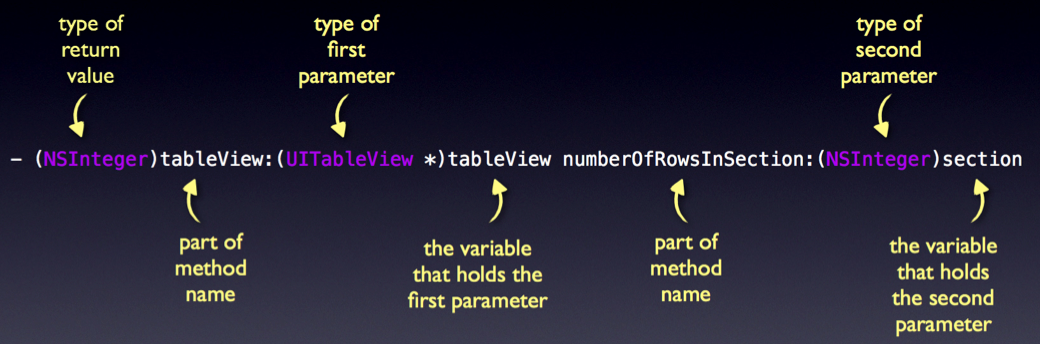 type of
return
value
type of
first
parameter
type of
second
parameter
- (NSInteger)tableView:(UITableView *)tableView numberOfRowsInSection:(NSInteger)section
part of
method
name
the variable
that holds the
first parameter
part of
method
name
the variable
that holds
the second
parameter